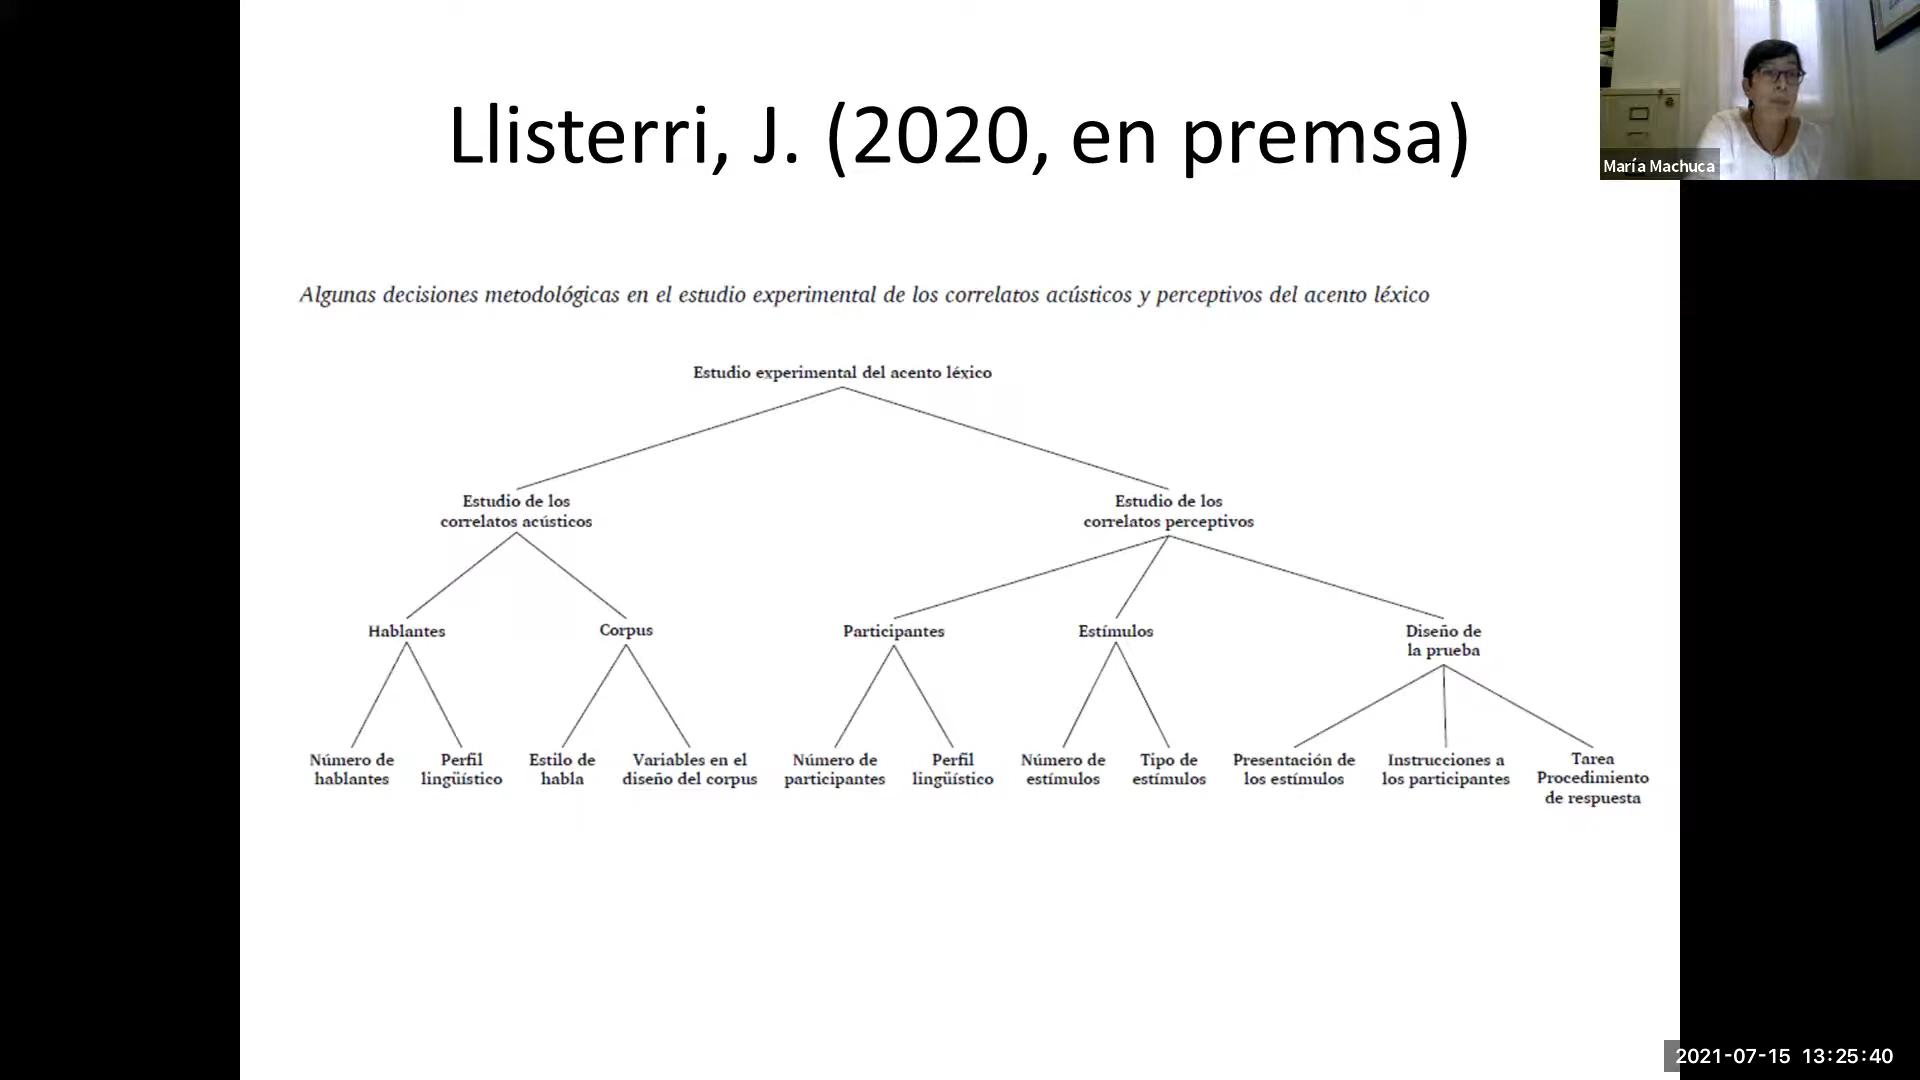 Llisterri, J. (2020, en premsa)
María Machuca
Algunas decisiones metodológicas en el estudio experimental de los correlatos acústicos y perceptivos del acento léxico
Estudio experimental del acento léxico
Estudio de los
correlatos acústicos
Estudio de los
correlatos perceptivos
Hablantes
Corpus
Participantes
Estímulos
Diseño de
la prueba
Número de
hablantes
Perfil
lingüístico
Estilo de
habla
Variables en el
diseño del corpus
Número de
participantes
Perfil
lingüístico
Número de
estímulos
Tipo de
estímulos
Presentación de
los estímulos
Instrucciones a
los participantes
Tarea
Procedimiento
de respuesta
2021-07-15 13:25:40